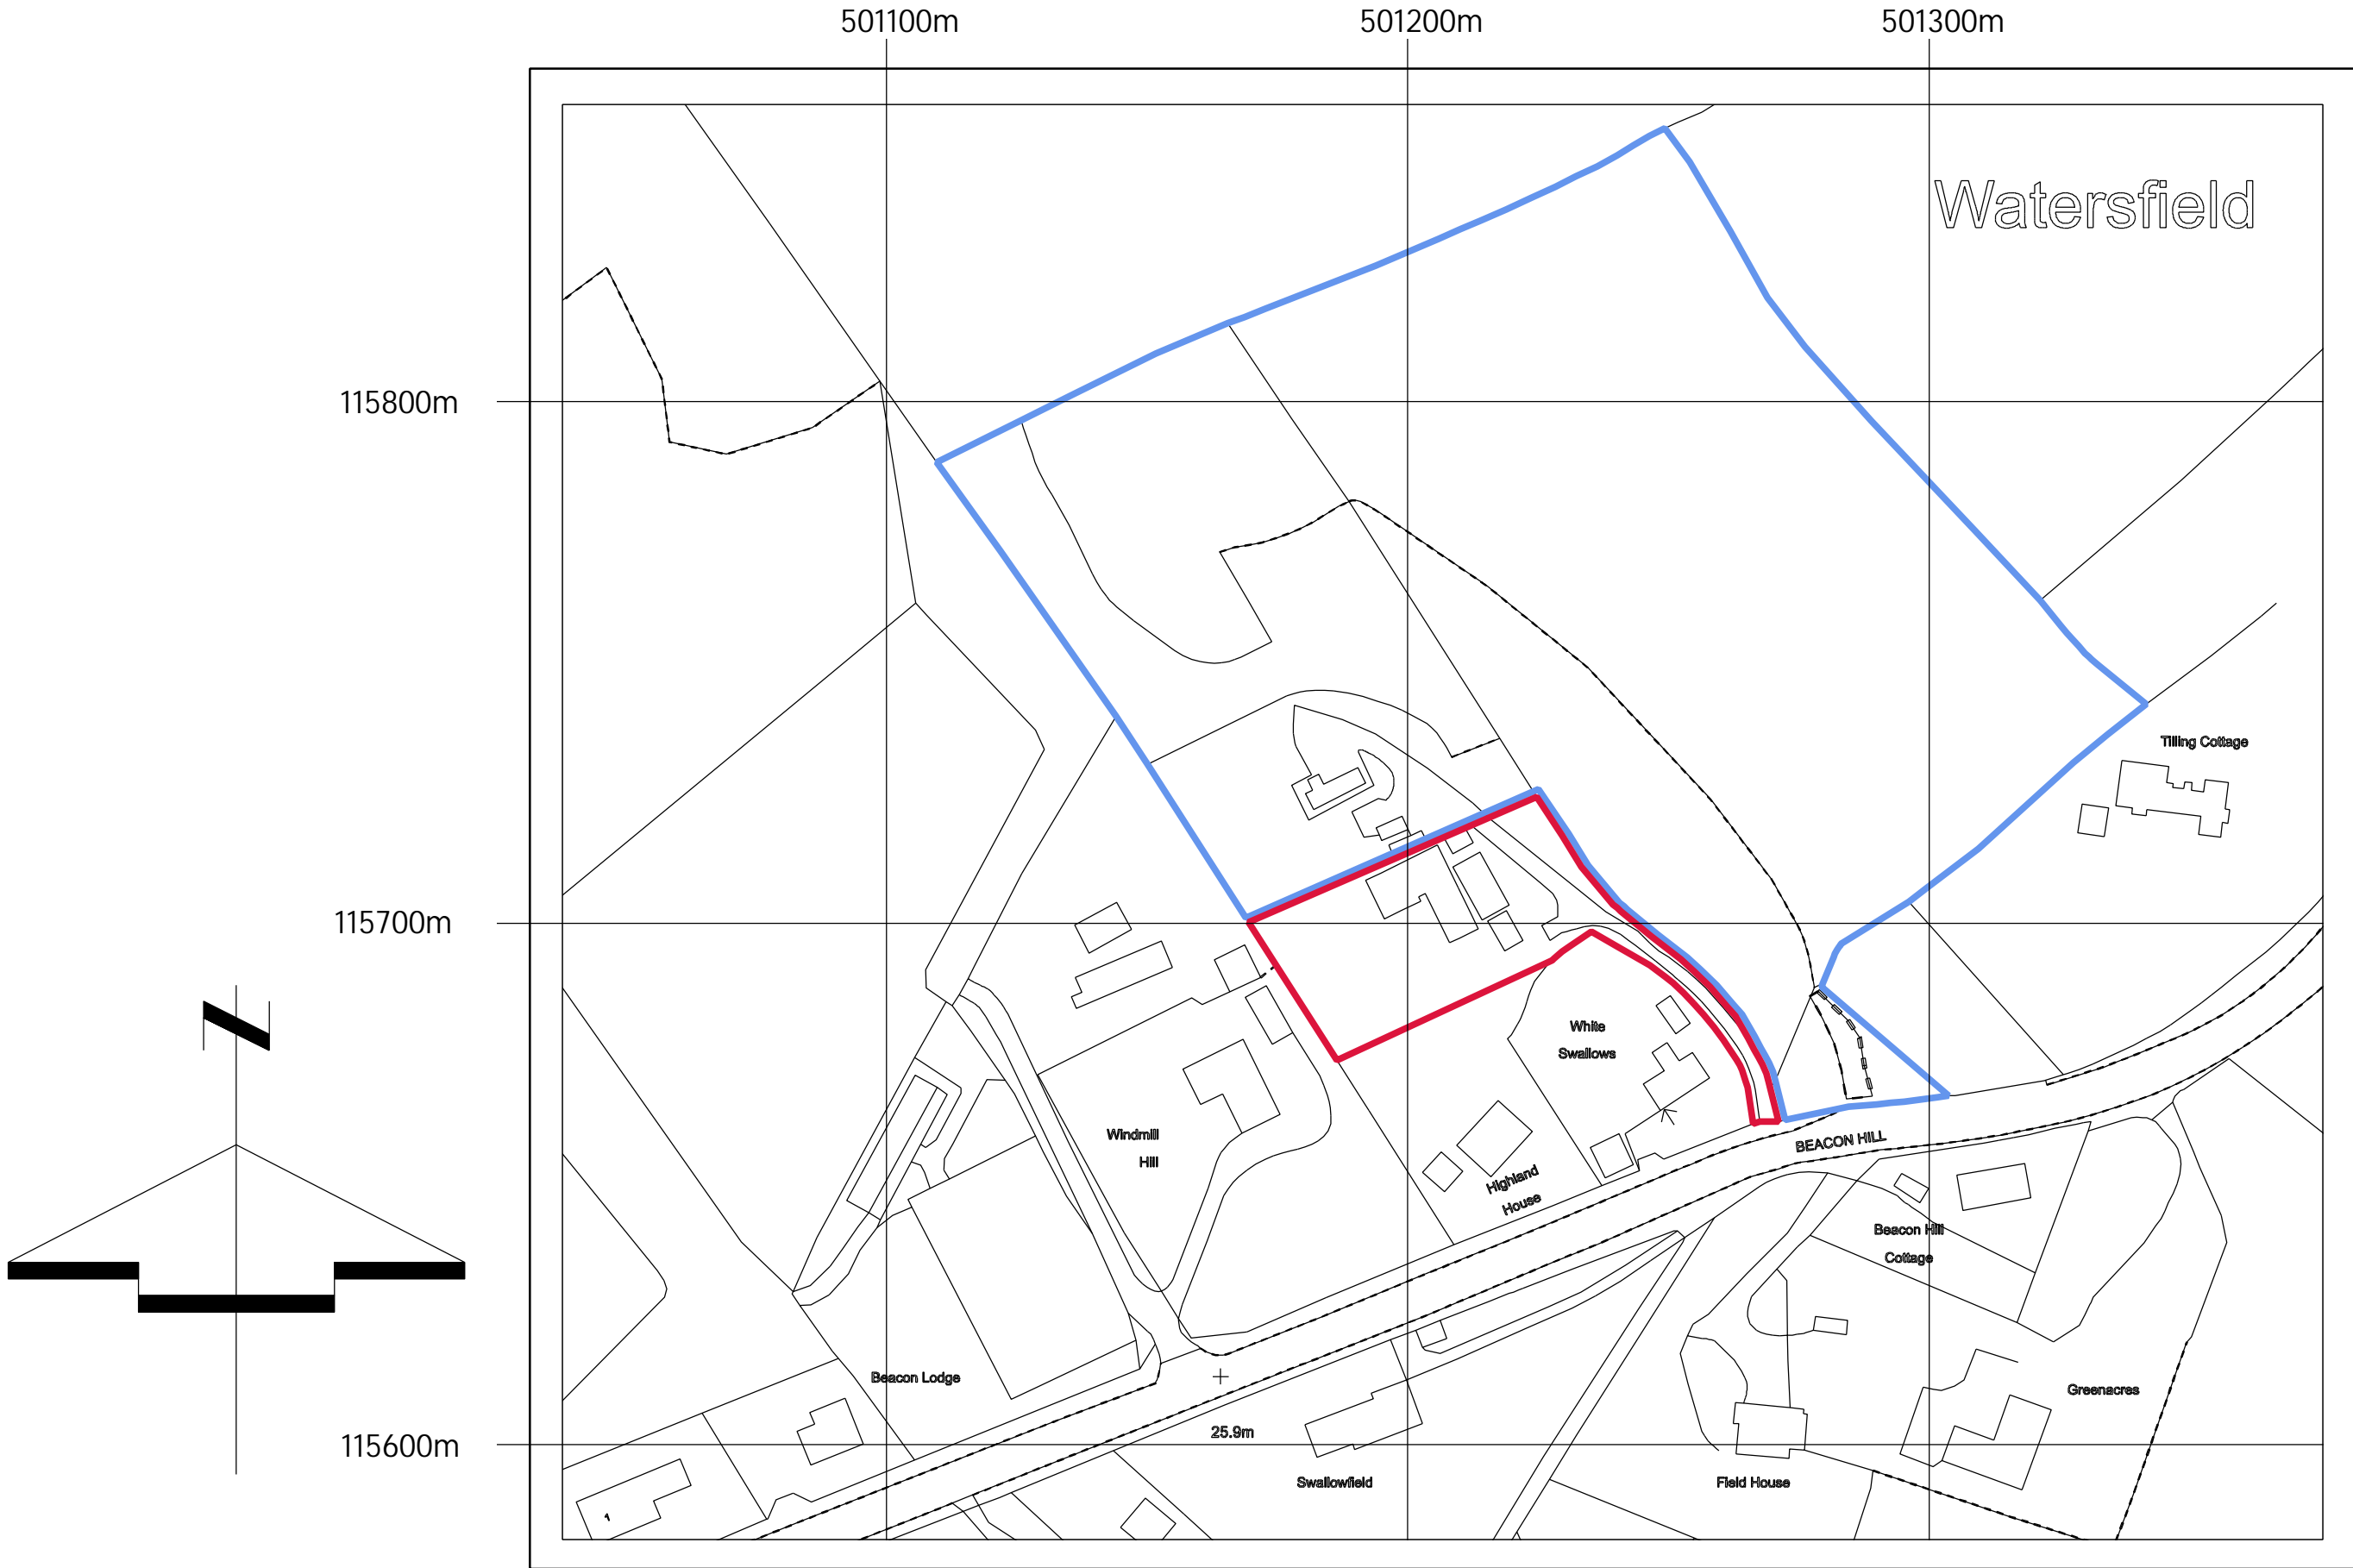 501100m
501200m
501300m
Watersfield
115800m
Tilling Cottage
115700m
White
Swallows
Windmill
Hill
BEACON HILL
Highland
House
Beacon Hill
Cottage
Beacon Lodge
Greenacres
25.9m
115600m
Swallowfield
Field House
1
N